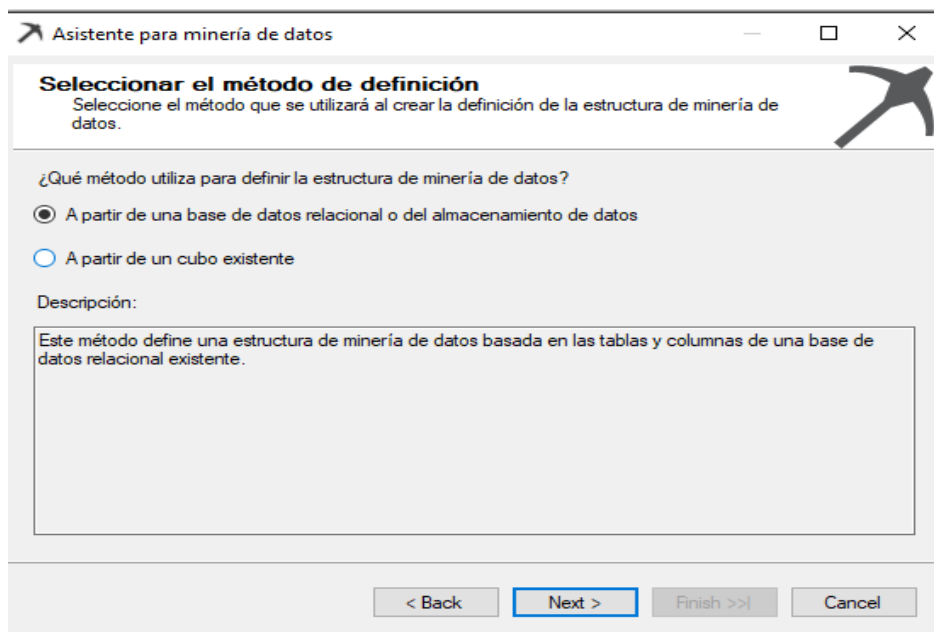 Asistente para minería de datos
Seleccionar el método de definición
Seleccione el método que se utilizará al crear la definición de la estructura de minería de
datos.
¿Qué método utiliza para definir la estructura de minería de datos?
A partir de una base de datos relacional o del almacenamiento de datos
A partir de un cubo existente
Descripción:
Este método define una estructura de minería de datos basada en las tablas y columnas de una base de
datos relacional existente.
< Back Next > Finish >>| Cancel